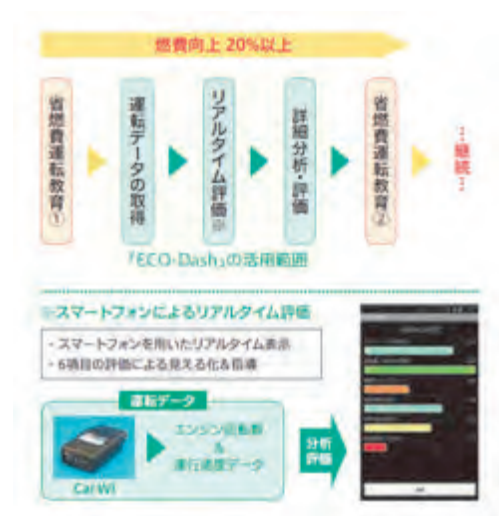 燃費向上 20%以上
省燃費運転教育①
運転データの取得
リアルタイム評価※
詳細分析・評価
省燃費運転教育②
…継続…
「ECO-Dash」の活用範囲
※スマートフォンによるリアルタイム評価
・スマートフォンを用いたリアルタイム表示
・6項目の評価による見える化&指導
運転データ
エンジン回転数
&
運行速度データ
Cal-Wi
分析
評価